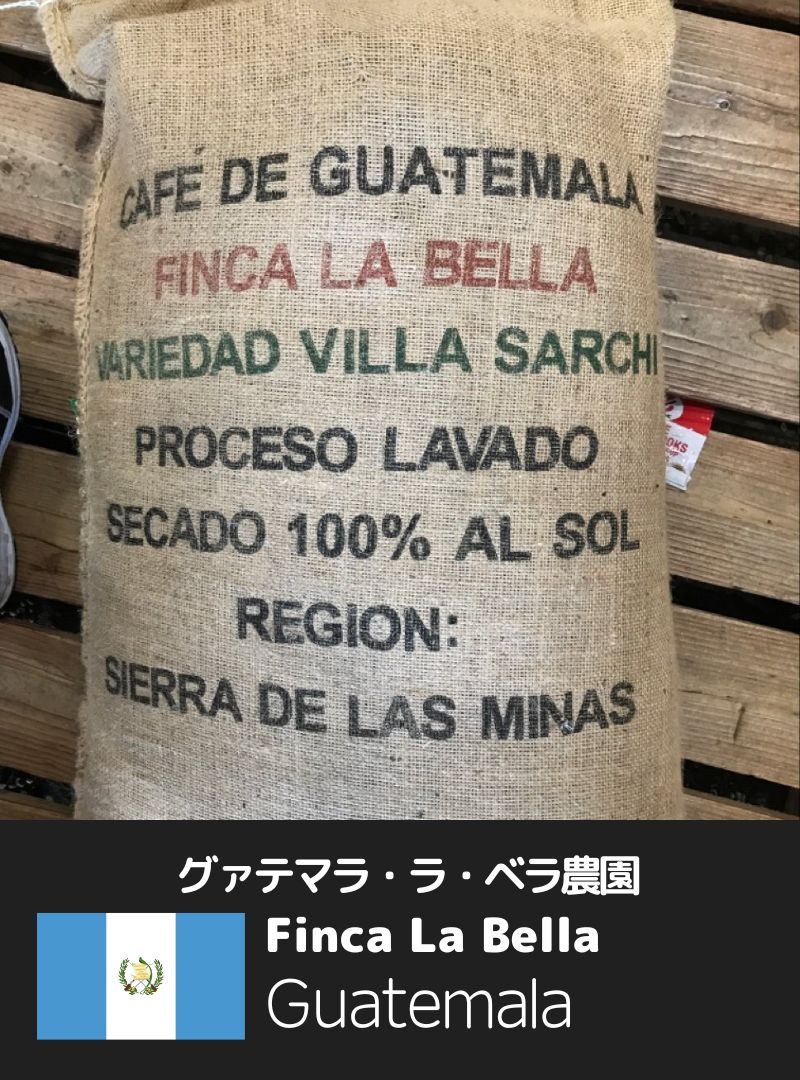 CAFÉ DE GUATEMALA
FINCA LA BELLA
VARIEDAD VILLA SARCHI
PROCESO LAVADO
SECADO 100% AL SOL
REGION:
SIERRA DE LAS MINAS
グァテマラ・ラ・ベラ農園
Finca La Bella
Guatemala